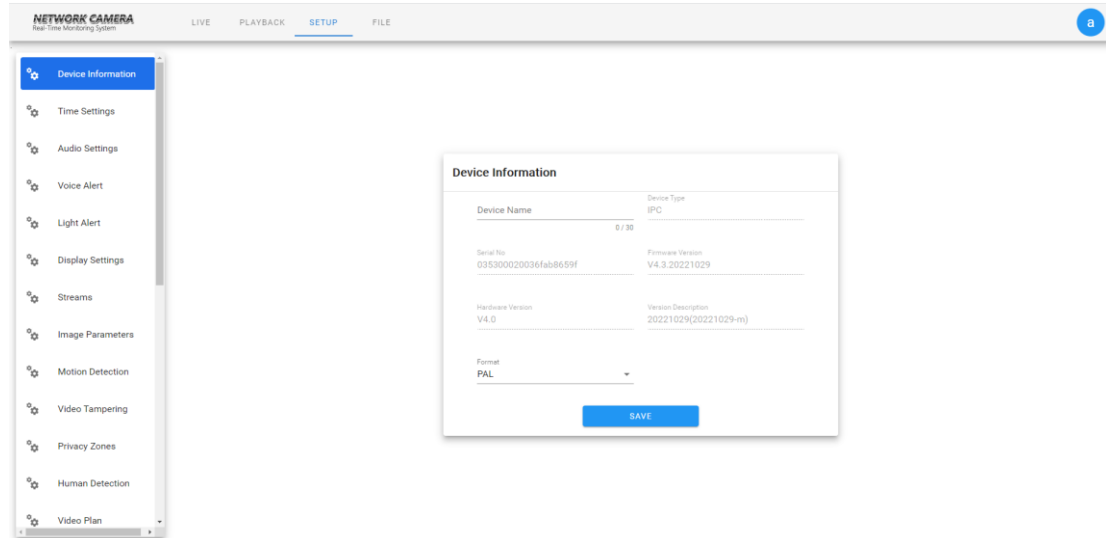 NETWORK CAMERA
Real-Time Monitoring System
LIVE PLAYBACK SETUP FILE
a
Device Information
Time Settings
Audio Settings
Voice Alert
Light Alert
Display Settings
Streams
Image Parameters
Motion Detection
Video Tampering
Privacy Zones
Human Detection
Video Plan
Device Information
Device Name
0 / 30
Device Type
IPC
Serial No
035300020036fab8659f
Firmware Version
V4.3.20221029
Hardware Version
V4.0
Version Description
20221029(20221029-m)
Format
PAL
SAVE